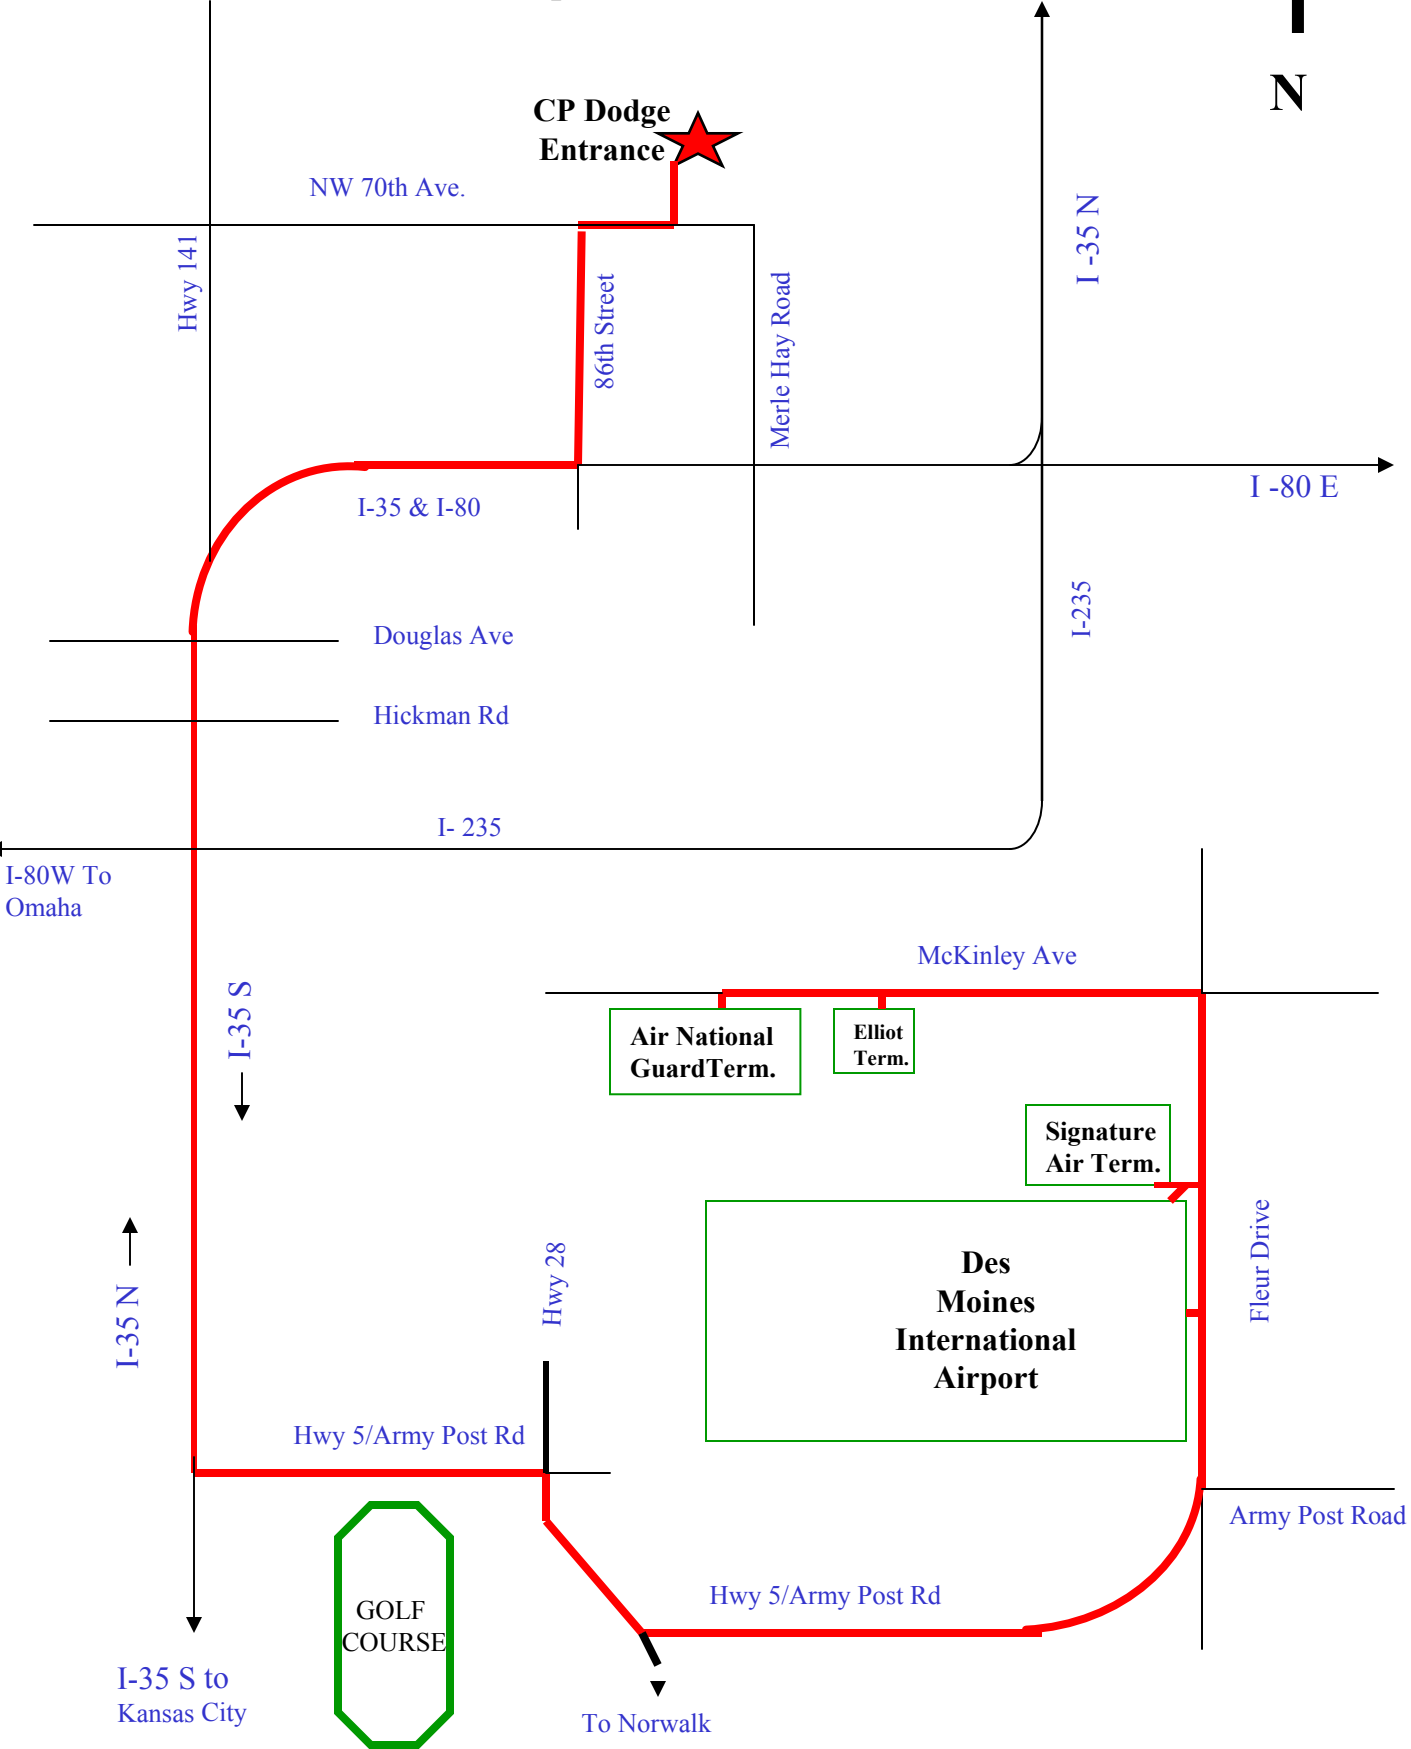 N
CP Dodge
Entrance
NW 70th Ave.
Hwy 141
I -35 N
86th Street
Merle Hay Road
I -80 E
I-35 & I-80
I-235
Douglas Ave
Hickman Rd
I- 235
I-80W To
Omaha
McKinley Ave
I-35 S
Air National
GuardTerm.
Elliot
Term.
Signature
Air Term.
Fleur Drive
Hwy 28
Des
Moines
International
Airport
I-35 N
Hwy 5/Army Post Rd
Army Post Road
Hwy 5/Army Post Rd
GOLF
COURSE
I-35 S to
Kansas City
To Norwalk